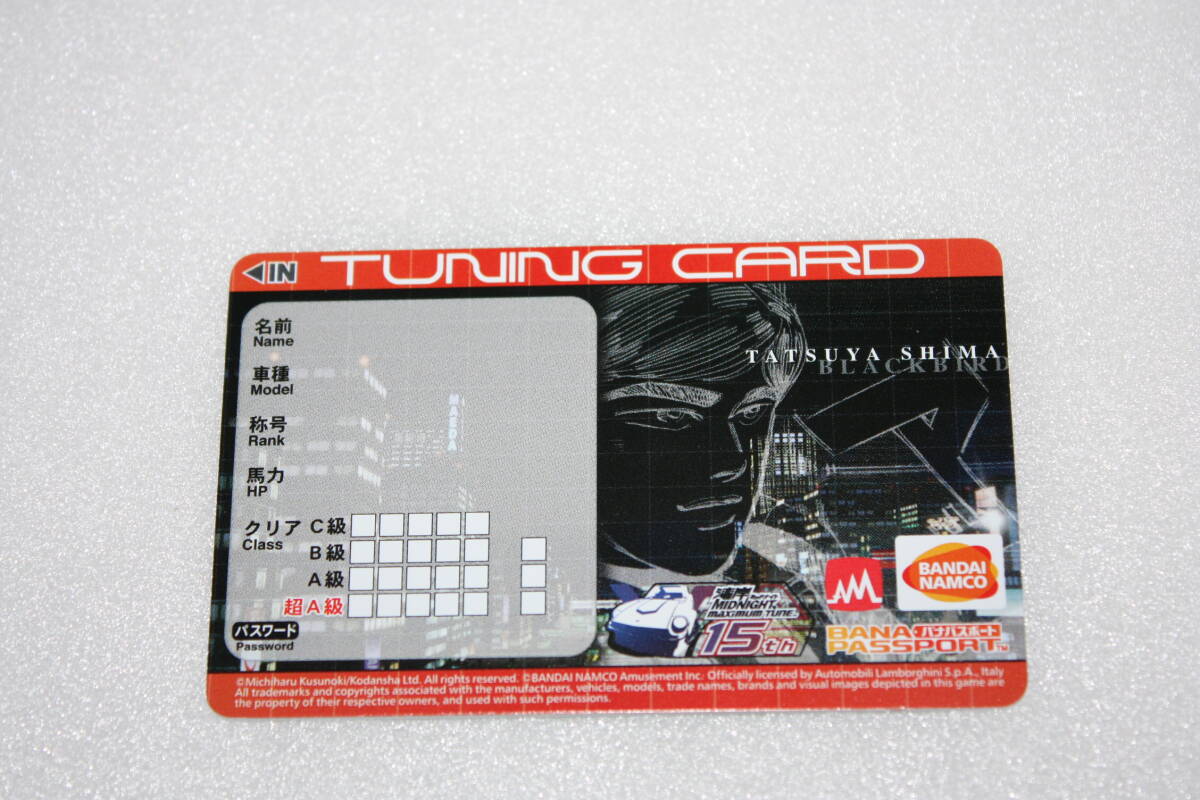 ◀IN TUNING CARD
名前
Name
車種
Model
称号
Rank
馬力
HP
クリア
Class
C級
B級
A級
超A級
パスワード
Password
MAEDA
TATSUYA SHIMA
BLACKBIRD
湾岸
MIDNIGHT
MAXIMUM TUNE
15th
BANDAI
NAMCO
BANA バナパスポート
PASSPORT™
©Michiharu Kusunoki/Kodansha Ltd. All rights reserved. ©BANDAI NAMCO Amusement Inc. Officially licensed by Automobili Lamborghini S.p.A., Italy
All trademarks and copyrights associated with the manufacturers, vehicles, models, trade names, brands and visual images depicted in this game are
the property of their respective owners, and used with such permissions.